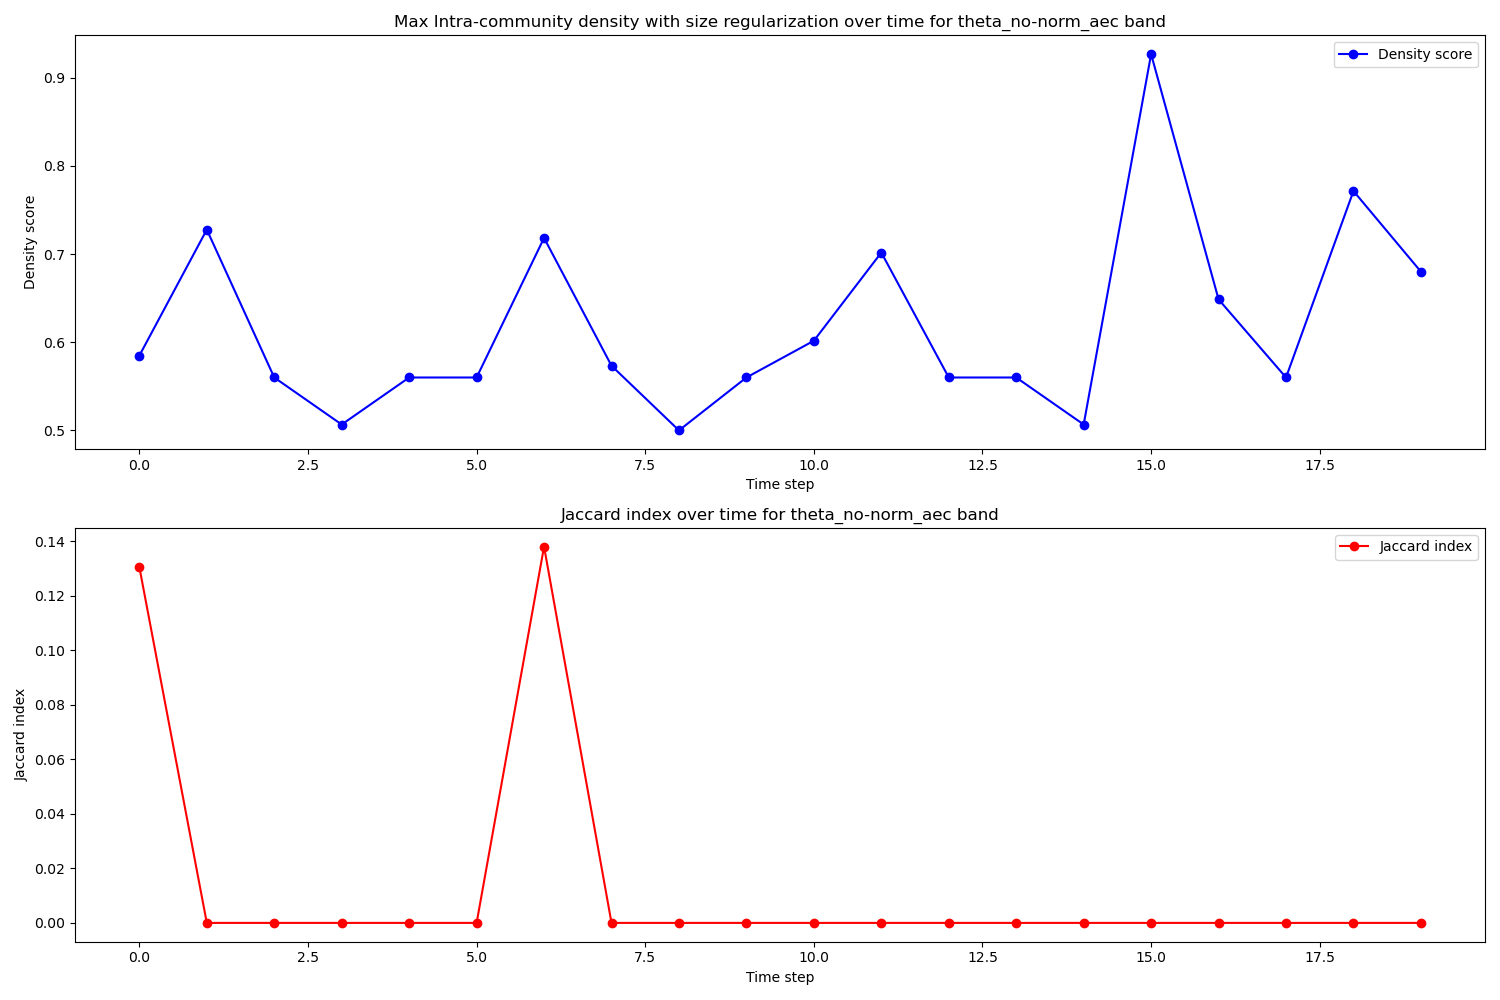 Max Intra-community density with size regularization over time for theta_no-norm_aec band
Density score
0.9
0.8
0.7
0.6
0.5
Density score
0.0 2.5 5.0 7.5 10.0 12.5 15.0 17.5
Time step
Jaccard index over time for theta_no-norm_aec band
Jaccard index
0.14
0.12
0.10
0.08
0.06
0.04
0.02
0.00
Jaccard index
0.0 2.5 5.0 7.5 10.0 12.5 15.0 17.5
Time step